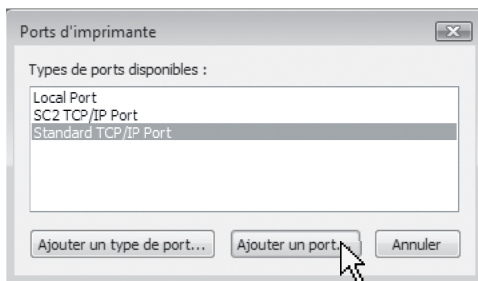 Ports d'imprimante
Types de ports disponibles :
Local Port
SC2 TCP/IP Port
Standard TCP/IP Port
Ajouter un type de port... Ajouter un port... Annuler